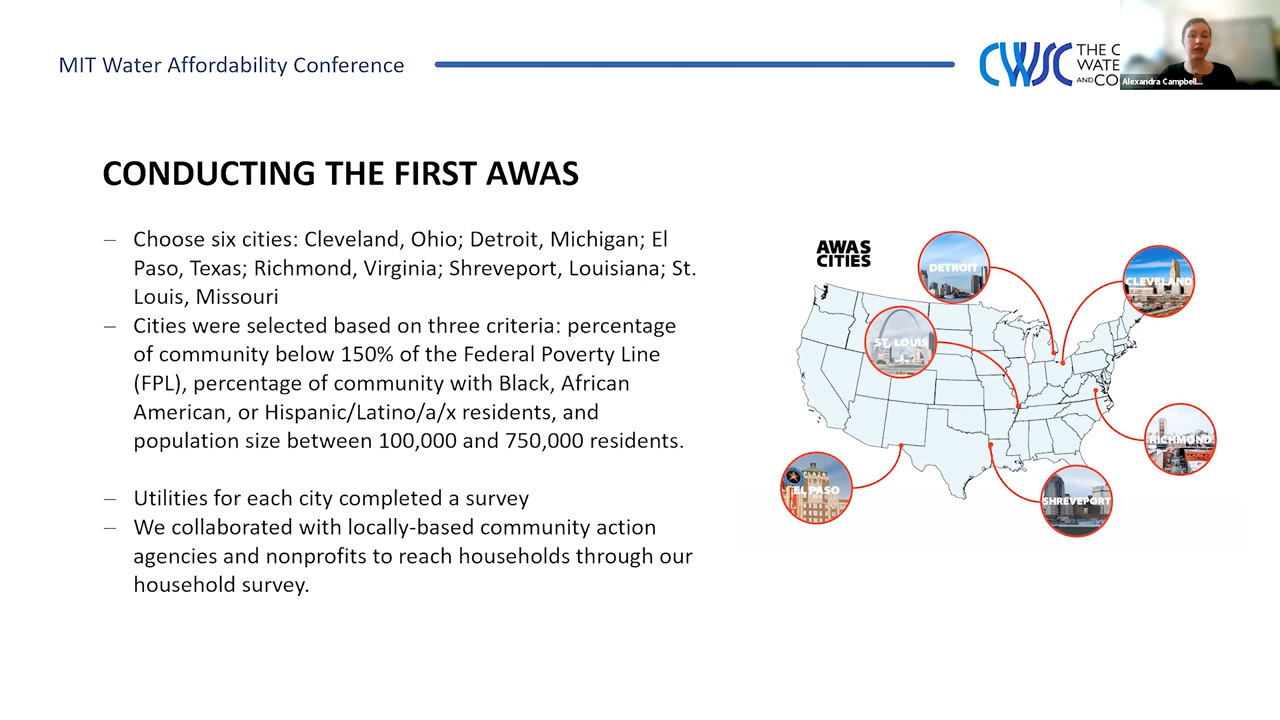 MIT Water Affordability Conference
CWSC THE C
WATE
AND CO
Alexandra Campbell...
CONDUCTING THE FIRST AWAS
– Choose six cities: Cleveland, Ohio; Detroit, Michigan; El
Paso, Texas; Richmond, Virginia; Shreveport, Louisiana; St.
Louis, Missouri
– Cities were selected based on three criteria: percentage
of community below 150% of the Federal Poverty Line
(FPL), percentage of community with Black, African
American, or Hispanic/Latino/a/x residents, and
population size between 100,000 and 750,000 residents.
– Utilities for each city completed a survey
– We collaborated with locally-based community action
agencies and nonprofits to reach households through our
household survey.
AWAS
CITIES
DETROIT
CLEVELAND
ST. LOUIS
RICHMOND
EL PASO
SHREVEPORT